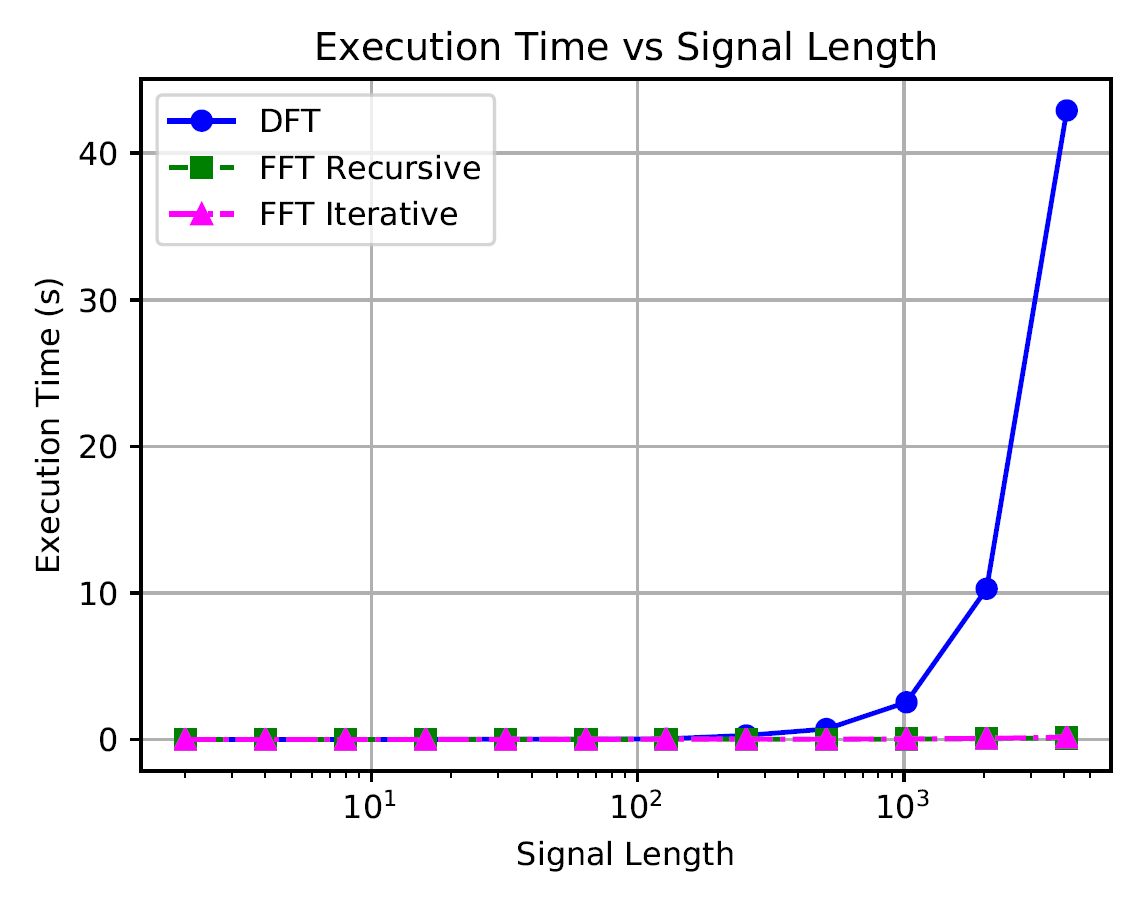 Execution Time vs Signal Length
DFT
FFT Recursive
FFT Iterative
Execution Time (s)
40
30
20
10
0
10¹
10²
10³
Signal Length